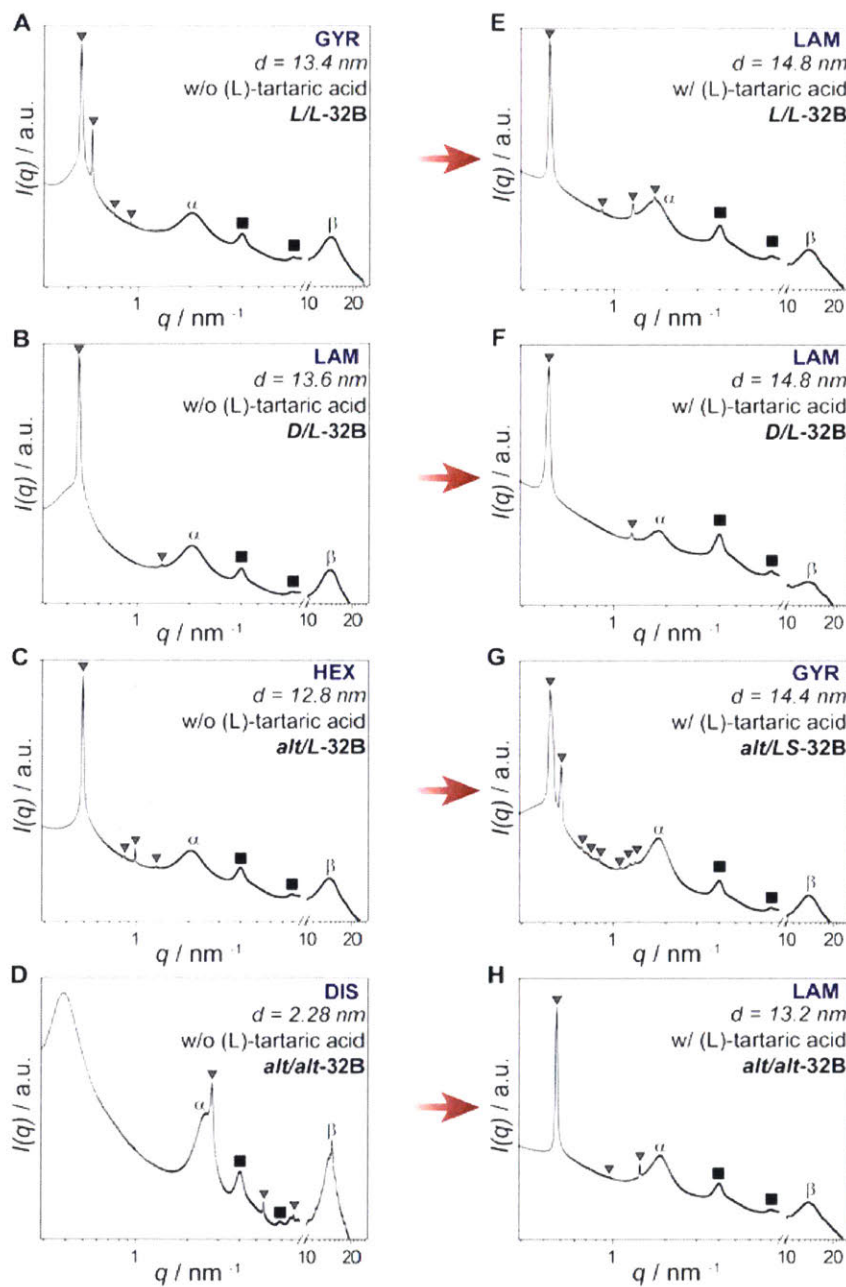 A
GYR
d = 13.4 nm
w/o (L)-tartaric acid
L/L-32B
I(q) / a.u.
α
β
1
10
20
q / nm -1
E
LAM
d = 14.8 nm
w/ (L)-tartaric acid
L/L-32B
I(q) / a.u.
α
β
1
10
20
q / nm -1
B
LAM
d = 13.6 nm
w/o (L)-tartaric acid
D/L-32B
I(q) / a.u.
α
β
1
10
20
q / nm -1
F
LAM
d = 14.8 nm
w/ (L)-tartaric acid
D/L-32B
I(q) / a.u.
α
β
1
10
20
q / nm -1
C
HEX
d = 12.8 nm
w/o (L)-tartaric acid
alt/L-32B
I(q) / a.u.
α
β
1
10
20
q / nm -1
G
GYR
d = 14.4 nm
w/ (L)-tartaric acid
alt/LS-32B
I(q) / a.u.
α
β
1
10
20
q / nm -1
D
DIS
d = 2.28 nm
w/o (L)-tartaric acid
alt/alt-32B
I(q) / a.u.
α
β
1
10
20
q / nm -1
H
LAM
d = 13.2 nm
w/ (L)-tartaric acid
alt/alt-32B
I(q) / a.u.
α
β
1
10
20
q / nm -1